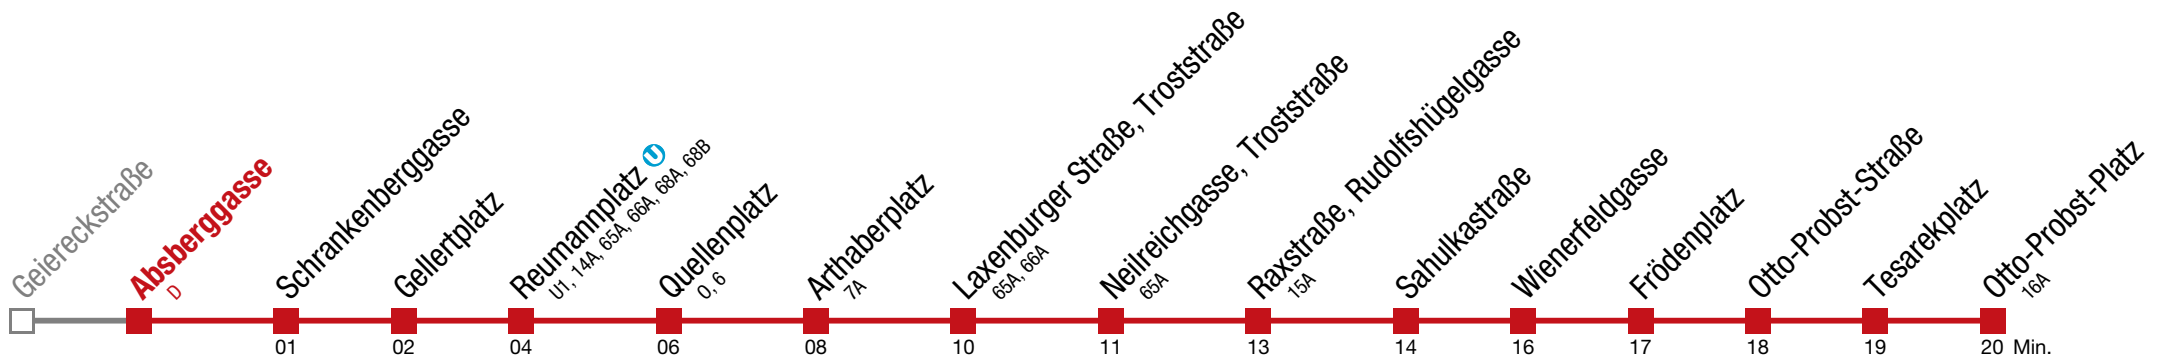 Geiereckstraße
Absberggasse
D
Schrankenberggasse
Gellertplatz
Reumannplatz U
U1, 14A, 65A, 66A, 68A, 68B
Quellenplatz
O, 6
Arthaberplatz
7A
Laxenburger Straße, Troststraße
65A, 66A
Neilreichgasse, Troststraße
65A
Raxstraße, Rudolfshügelgasse
15A
Sahulkastraße
Wienerfeldgasse
Frödenplatz
Otto-Probst-Straße
Tesarekplatz
Otto-Probst-Platz
16A
01 02 04 06 08 10 11 13 14 16 17 18 19 20 Min.